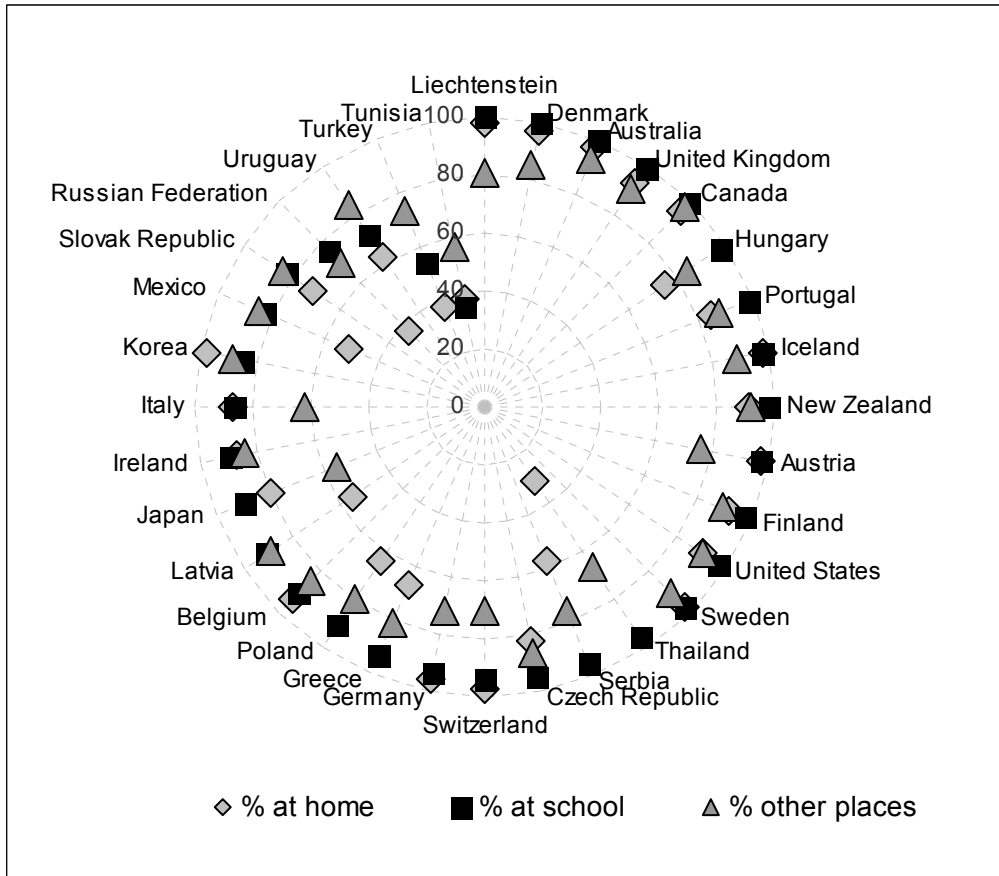 Liechtenstein
Denmark
Australia
United Kingdom
Canada
Hungary
Portugal
Iceland
New Zealand
Austria
Finland
United States
Sweden
Thailand
Serbia
Czech Republic
Switzerland
Germany
Greece
Poland
Belgium
Latvia
Japan
Ireland
Italy
Korea
Mexico
Slovak Republic
Russian Federation
Uruguay
Turkey
Tunisia
100
80
60
40
20
0
% at home
% at school
% other places